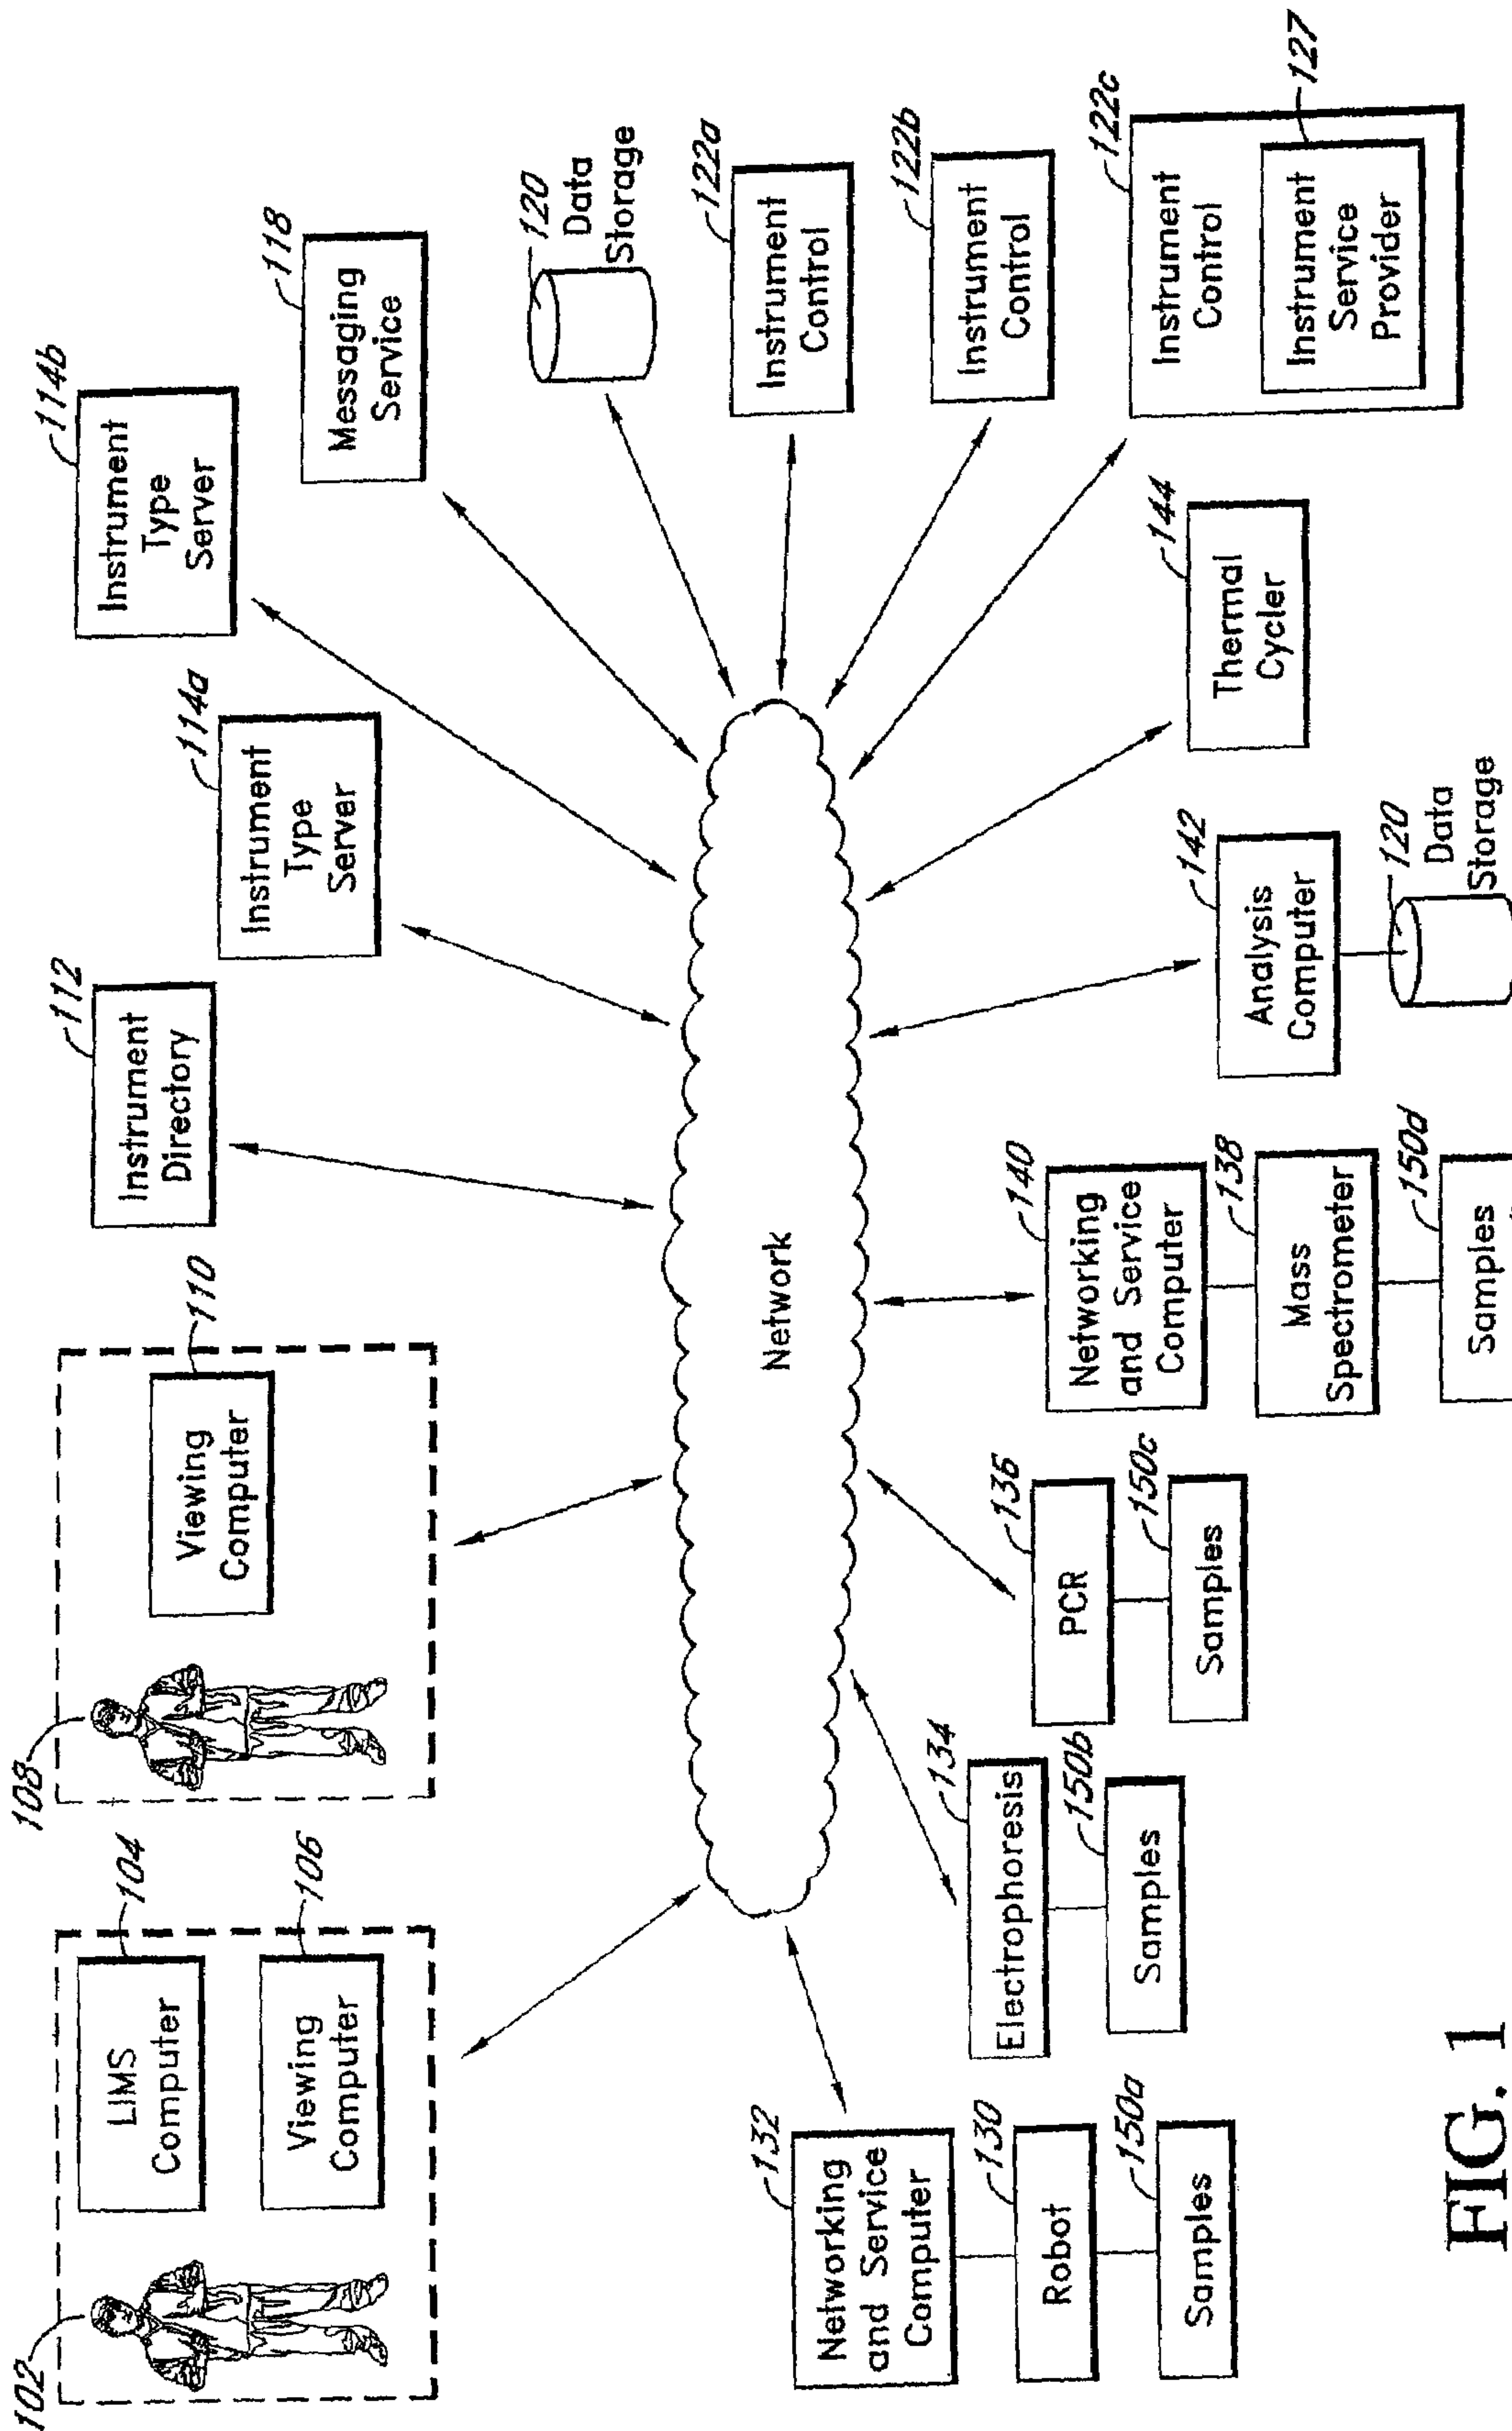 102
LIMS
Computer
104
Viewing
Computer
106
108
Viewing
Computer
110
Instrument
Directory
112
Instrument
Type
Server
114a
Instrument
Type
Server
114b
Messaging
Service
118
120
Data
Storage
Instrument
Control
122a
Instrument
Control
122b
Instrument
Control
122c
Instrument
Service
Provider
127
Network
Networking
and Service
Computer
132
Robot
130
Samples
150a
Electrophoresis
134
Samples
150b
PCR
136
Samples
150c
Networking
and Service
Computer
140
Mass
Spectrometer
138
Samples
150d
Analysis
Computer
142
120
Data
Storage
Thermal
Cycler
144
FIG. 1